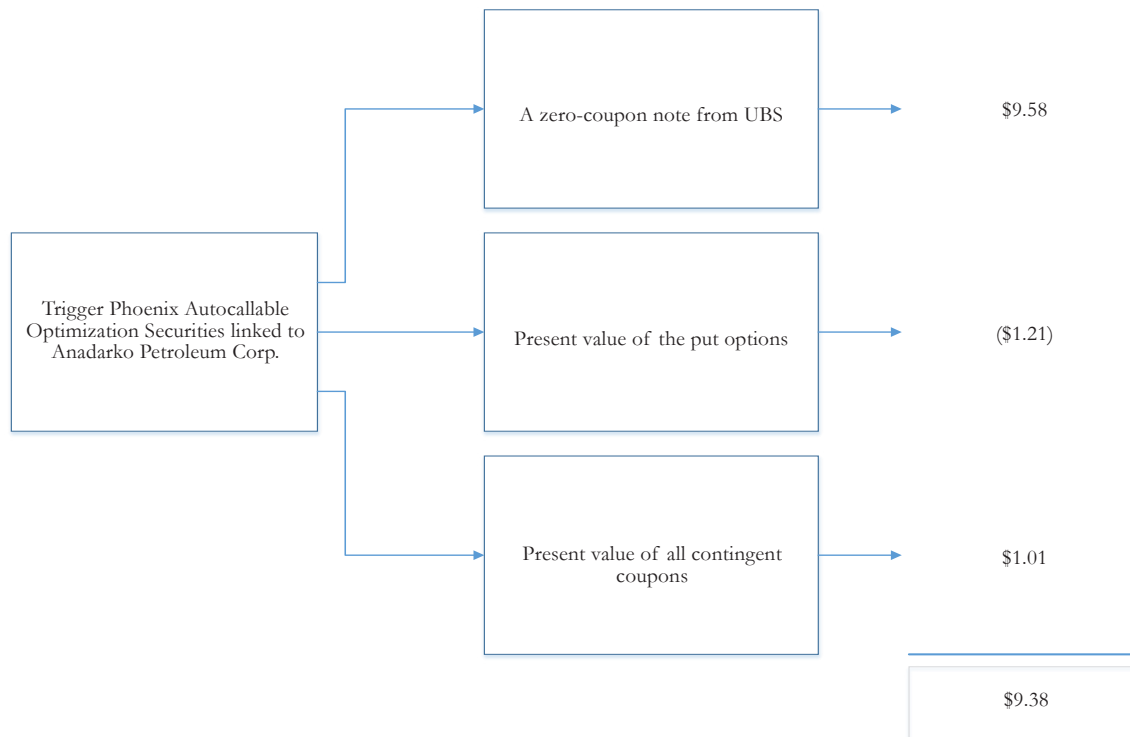 A zero-coupon note from UBS
$9.58
Trigger Phoenix Autocallable
Optimization Securities linked to
Anadarko Petroleum Corp.
Present value of the put options
($1.21)
Present value of all contingent
coupons
$1.01
$9.38